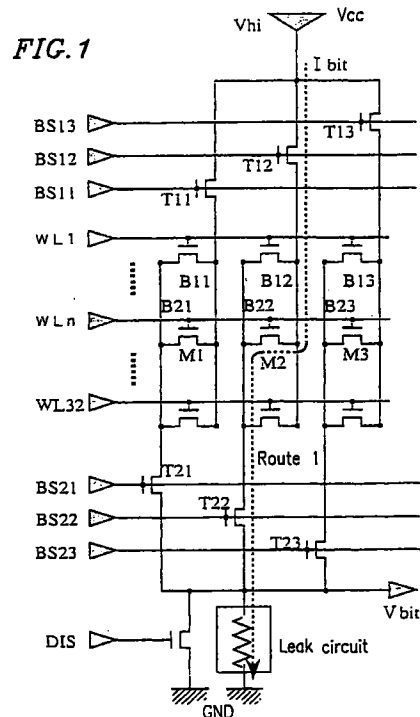 FIG. 1
Vhi Vcc
I bit
BS13 T13
BS12 T12
BS11 T11
WL1
B11 B12 B13
B21 B22 B23
WLn
M1 M2 M3
WL32
Route 1
BS21 T21
BS22 T22
BS23 T23
V bit
DIS
Leak circuit
GND